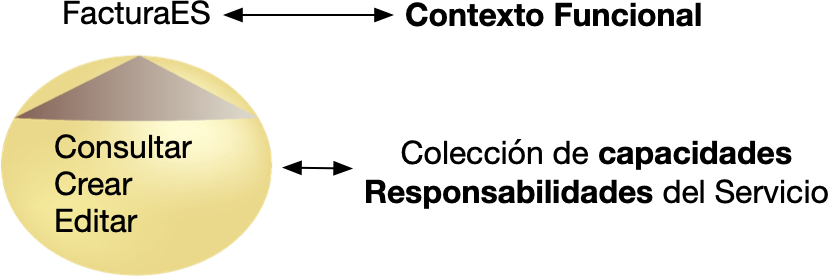 FacturaES
Contexto Funcional
Consultar
Crear
Editar
Colección de capacidades
Responsabilidades del Servicio